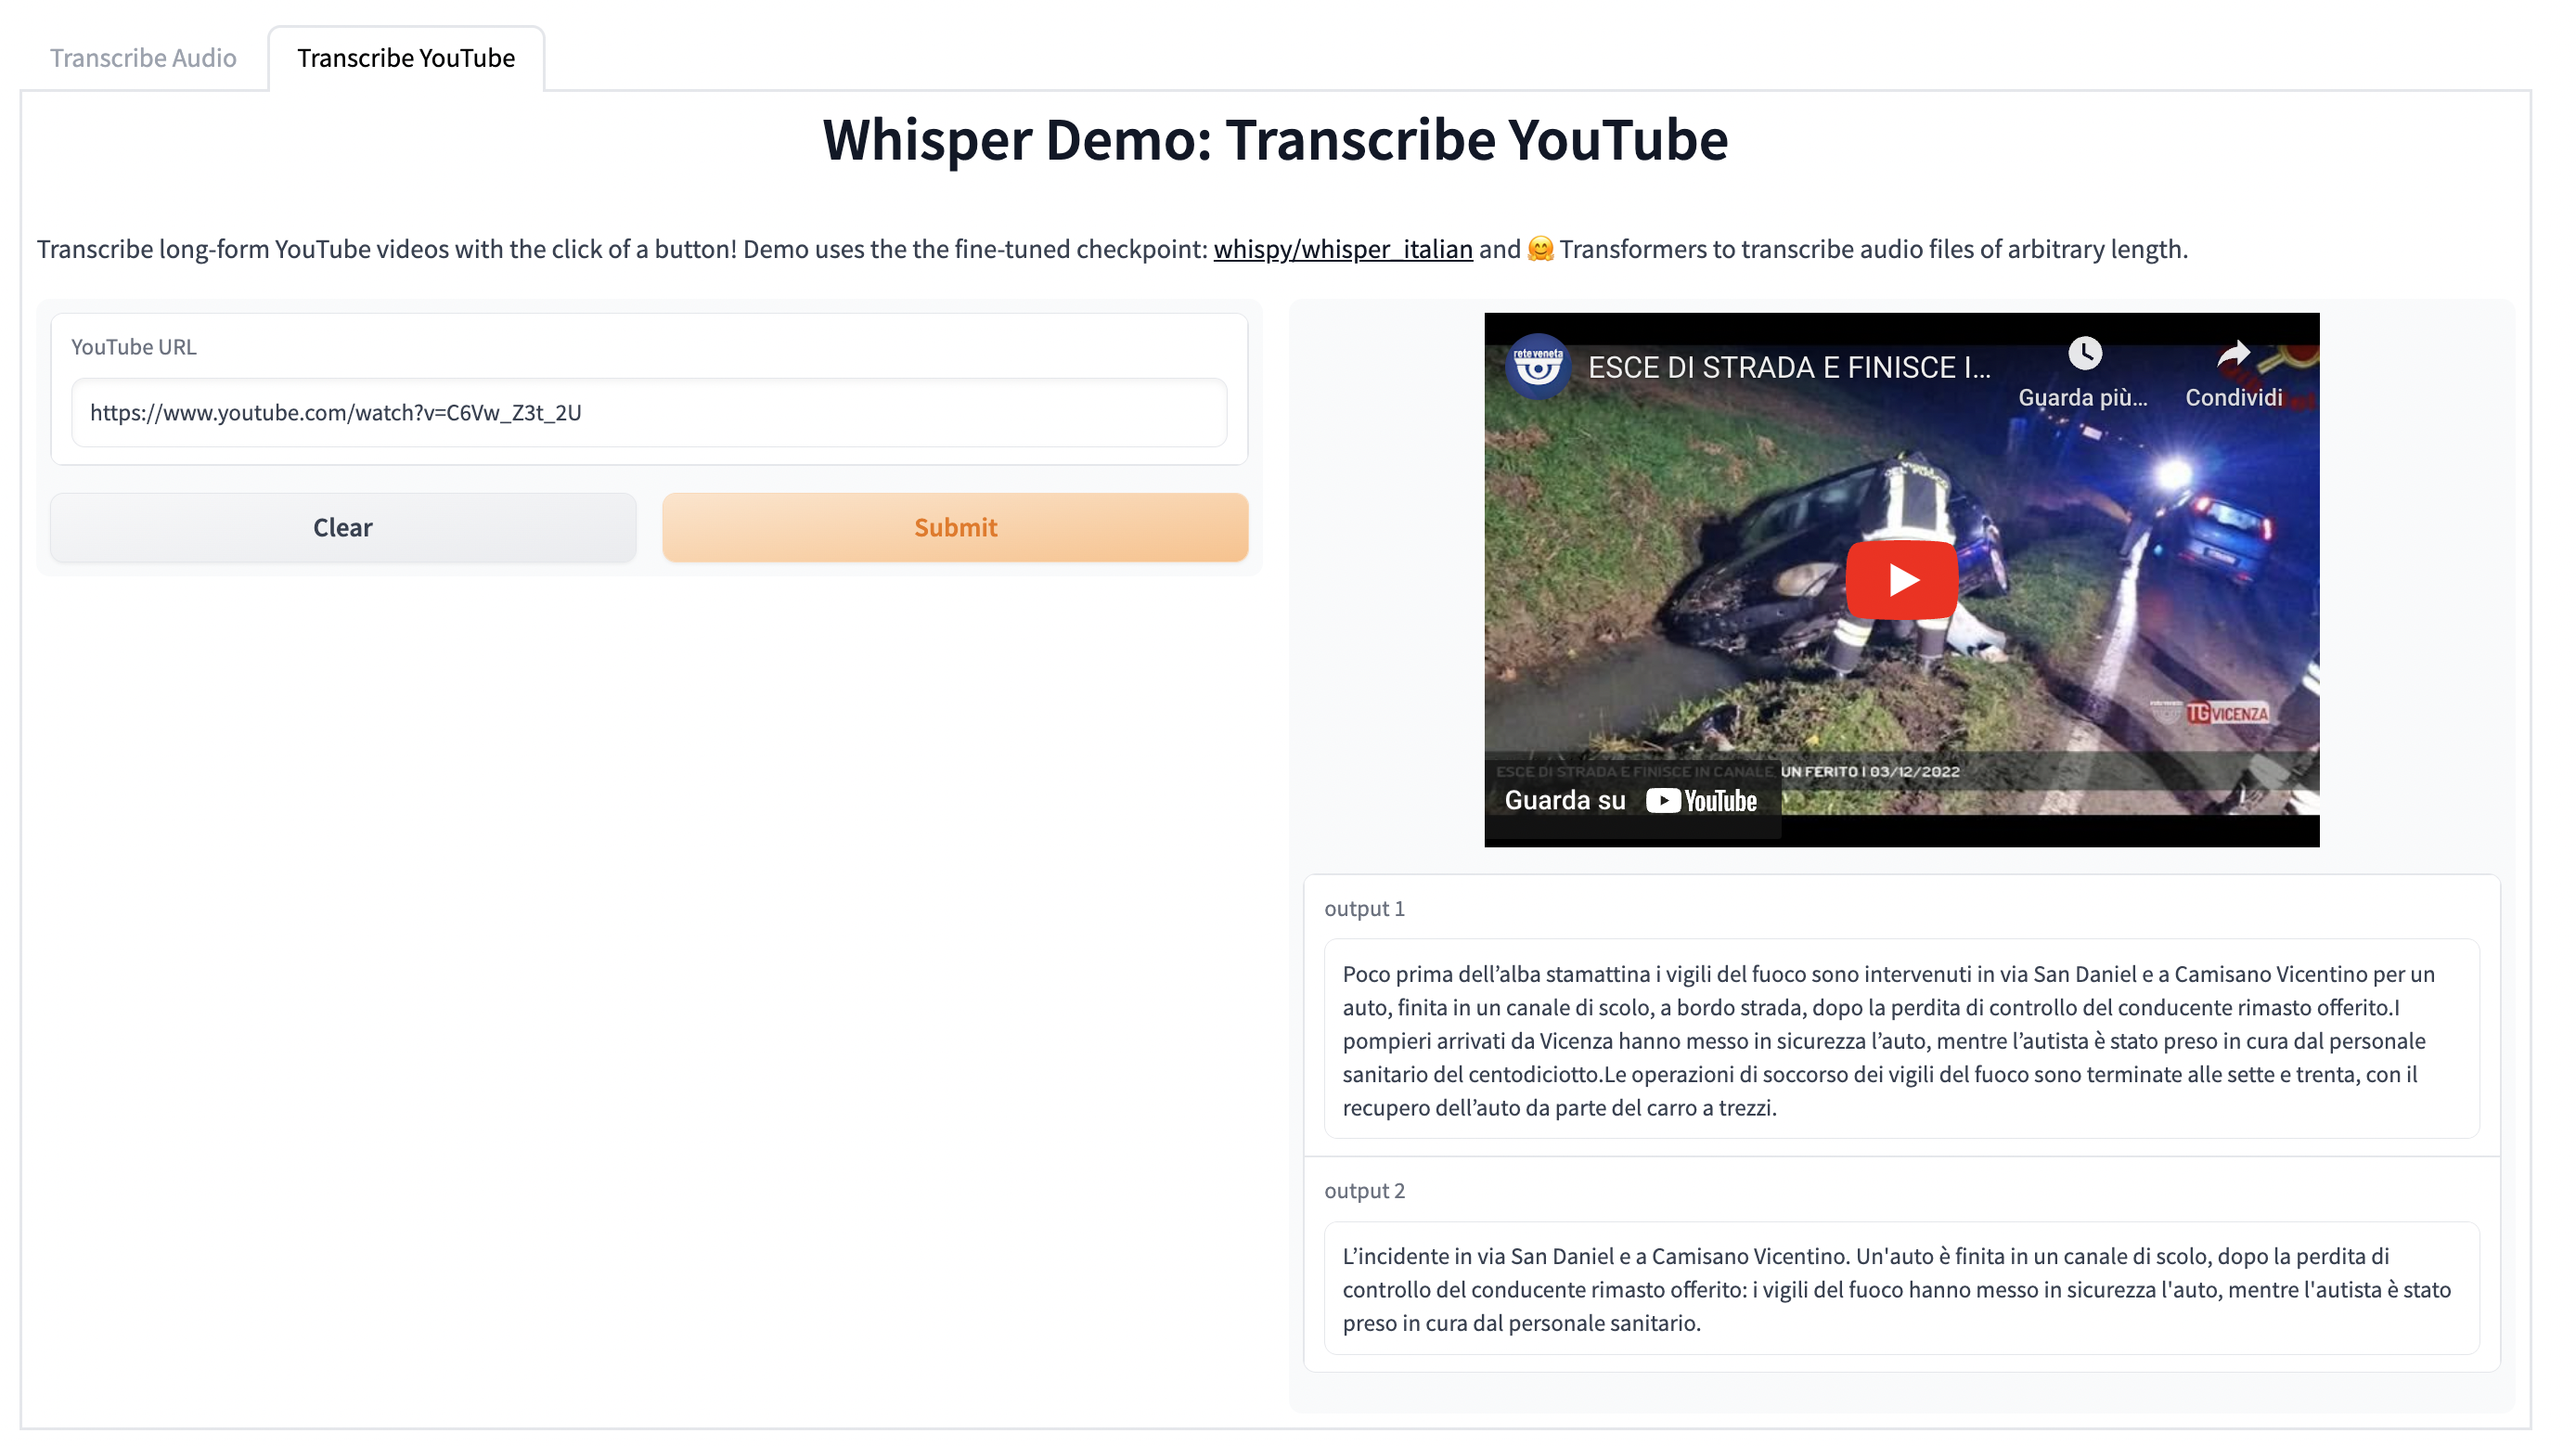 Transcribe Audio
Transcribe YouTube
Whisper Demo: Transcribe YouTube
Transcribe long-form YouTube videos with the click of a button! Demo uses the the fine-tuned checkpoint: whispy/whisper_italian and 🤗 Transformers to transcribe audio files of arbitrary length.
YouTube URL
https://www.youtube.com/watch?v=C6Vw_Z3t_2U
Clear
Submit
rete veneta
ESCE DI STRADA E FINISCE I...
Guarda più...
Condividi
TG VICENZA
ESCE DI STRADA E FINISCE IN CANALE, UN FERITO | 03/12/2022
Guarda su YouTube
output 1
Poco prima dell’alba stamattina i vigili del fuoco sono intervenuti in via San Daniel e a Camisano Vicentino per un
auto, finita in un canale di scolo, a bordo strada, dopo la perdita di controllo del conducente rimasto offerito.I
pompieri arrivati da Vicenza hanno messo in sicurezza l’auto, mentre l’autista è stato preso in cura dal personale
sanitario del centodiciotto.Le operazioni di soccorso dei vigili del fuoco sono terminate alle sette e trenta, con il
recupero dell’auto da parte del carro a trezzi.
output 2
L’incidente in via San Daniel e a Camisano Vicentino. Un'auto è finita in un canale di scolo, dopo la perdita di
controllo del conducente rimasto offerito: i vigili del fuoco hanno messo in sicurezza l'auto, mentre l'autista è stato
preso in cura dal personale sanitario.